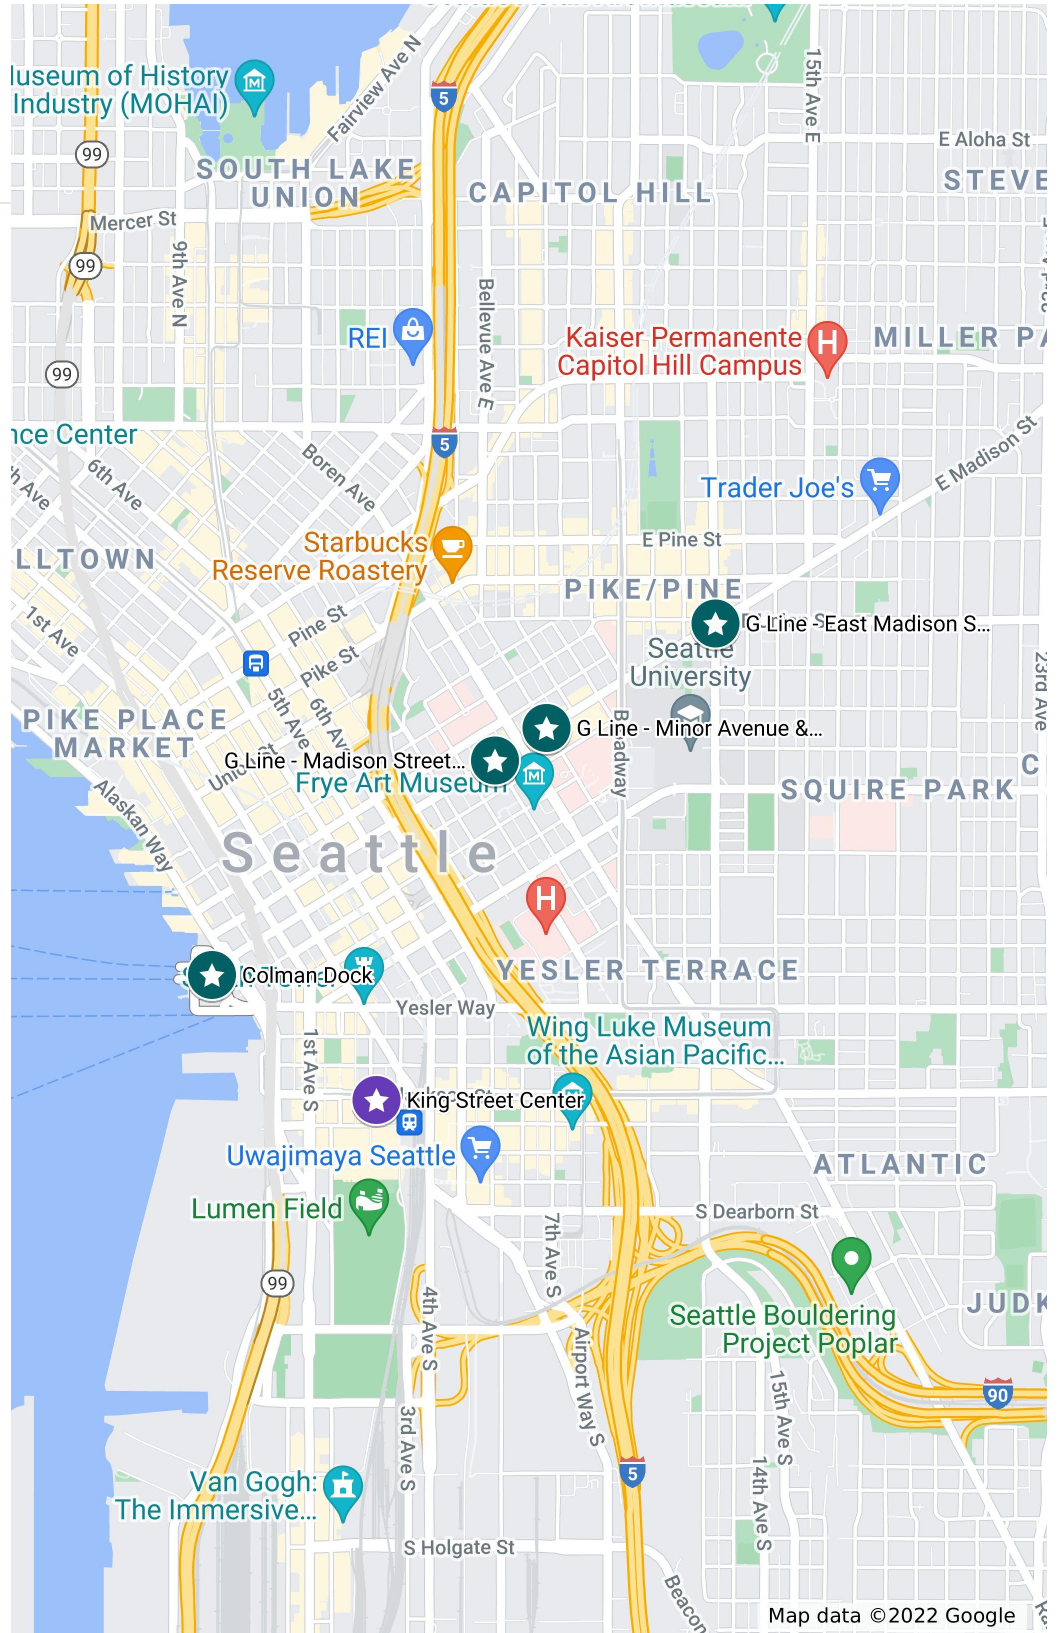 useum of History
Industry (MOHAI)
Fairview Ave N
5
15th Ave E
99
E Aloha St
SOUTH LAKE
UNION
CAPITOL HILL
STEVE
Mercer St
99
9th Ave N
Bellevue Ave E
REI
Kaiser Permanente
Capitol Hill Campus
H
MILLER PA
99
nce Center
5
6th Ave
Boren Ave
E Madison St
Trader Joe's
Starbucks
Reserve Roastery
E Pine St
LLTOWN
PIKE/PINE
1st Ave
Pine St
Pike St
G Line - East Madison S...
Seattle
University
23rd Ave
5th Ave
6th Ave
PIKE PLACE
MARKET
Union St
G Line - Minor Avenue &...
Broadway
G Line - Madison Street...
Frye Art Museum
Alaskan Way
SQUIRE PARK
C
Seattle
H
YESLER TERRACE
Colman Dock
Yesler Way
Wing Luke Museum
of the Asian Pacific...
1st Ave S
King Street Center
Uwajimaya Seattle
ATLANTIC
Lumen Field
S Dearborn St
7th Ave S
99
4th Ave S
Seattle Bouldering
Project Poplar
JUDK
Airport Way S
15th Ave S
90
3rd Ave S
14th Ave S
5
Van Gogh:
The Immersive...
S Holgate St
Beacon
Map data ©2022 Google